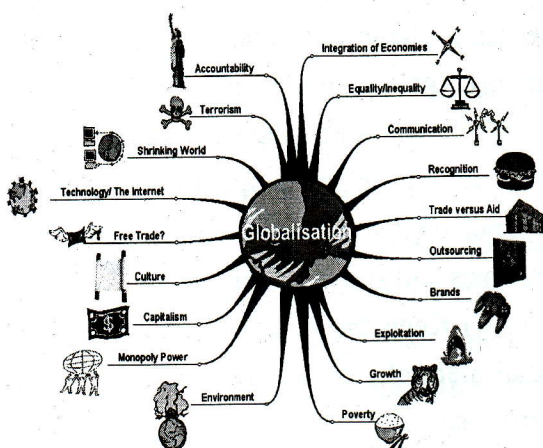 Integration of Economies
Accountability
Equality/Inequality
Terrorism
Communication
Shrinking World
Recognition
Technology/ The Internet
Trade versus Aid
Globalisation
Free Trade?
Outsourcing
Culture
Brands
Capitalism
Exploitation
Monopoly Power
Growth
Environment
Poverty
$